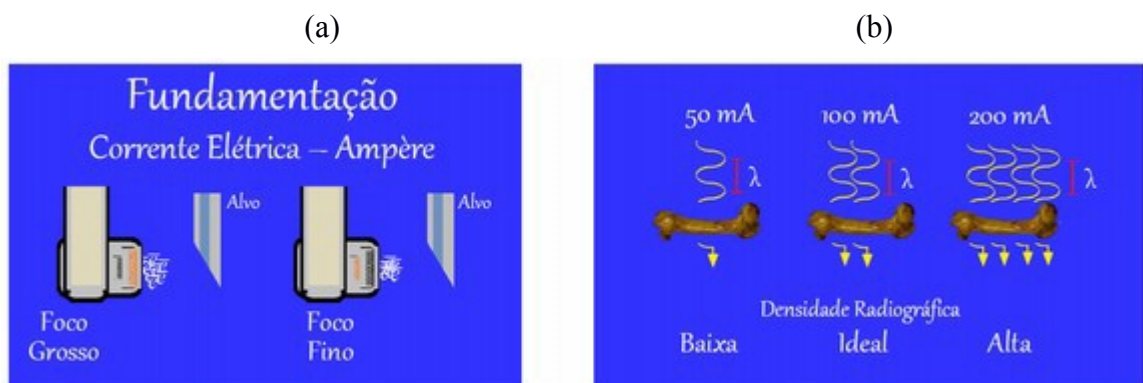 (a)
Fundamentação
Corrente Elétrica – Ampère
Alvo
Alvo
Foco
Grosso
Foco
Fino
(b)
50 mA
100 mA
200 mA
λ
λ
λ
Densidade Radiográfica
Baixa
Ideal
Alta